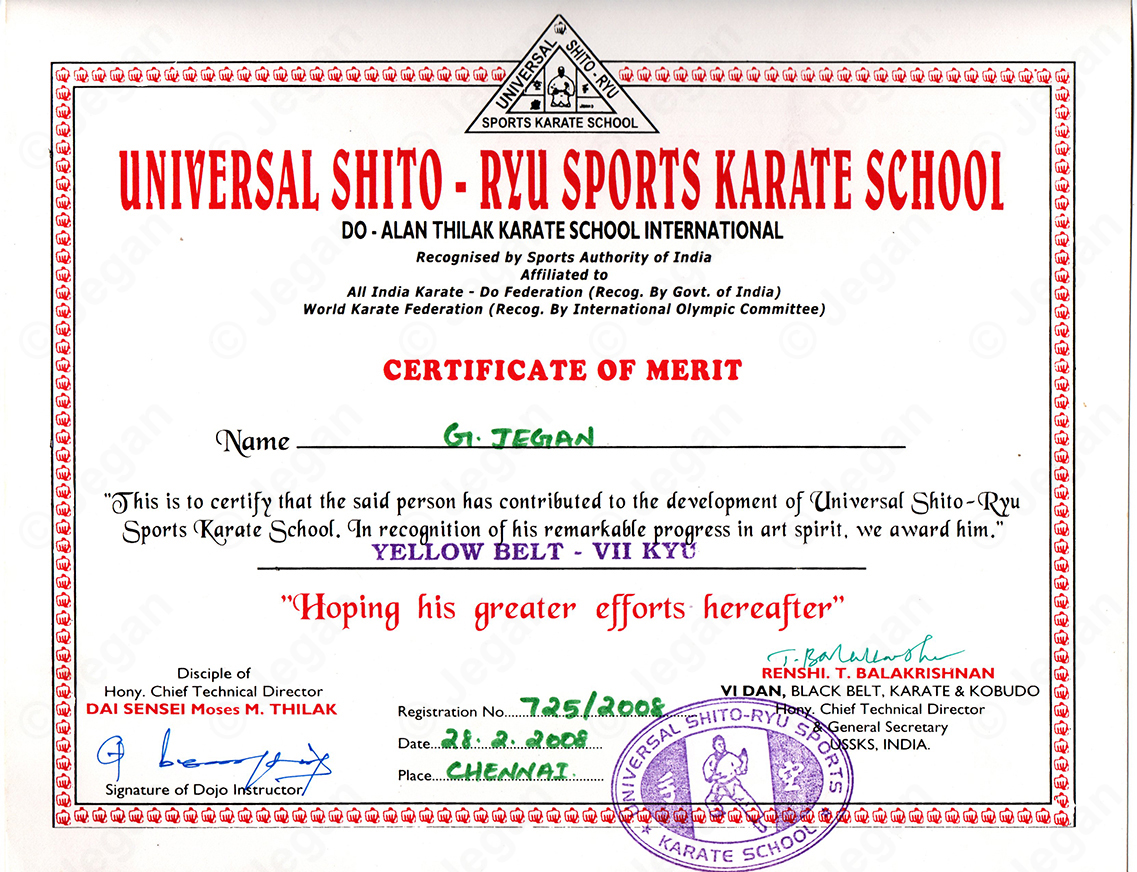 UNIVERSAL SHITO - RYU
SPORTS KARATE SCHOOL
UNIVERSAL SHITO - RYU SPORTS KARATE SCHOOL
DO - ALAN THILAK KARATE SCHOOL INTERNATIONAL
Recognised by Sports Authority of India
Affiliated to
All India Karate - Do Federation (Recog. By Govt. of India)
World Karate Federation (Recog. By International Olympic Committee)
CERTIFICATE OF MERIT
Name G. JEGAN
"This is to certify that the said person has contributed to the development of Universal Shito-Ryu
Sports Karate School. In recognition of his remarkable progress in art spirit, we award him."
YELLOW BELT - VII KYU
"Hoping his greater efforts hereafter"
Disciple of
Hony. Chief Technical Director
DAI SENSEI Moses M. THILAK
Signature of Dojo Instructor
Registration No. 725/2008
Date 28.2.2008
Place CHENNAI.
T. Balakrishnan
RENSHI. T. BALAKRISHNAN
VI DAN, BLACK BELT, KARATE & KOBUDO
Hony. Chief Technical Director
& General Secretary
USSKS, INDIA.
UNIVERSAL SHITO-RYU SPORTS
★ KARATE SCHOOL ★
© Jegan